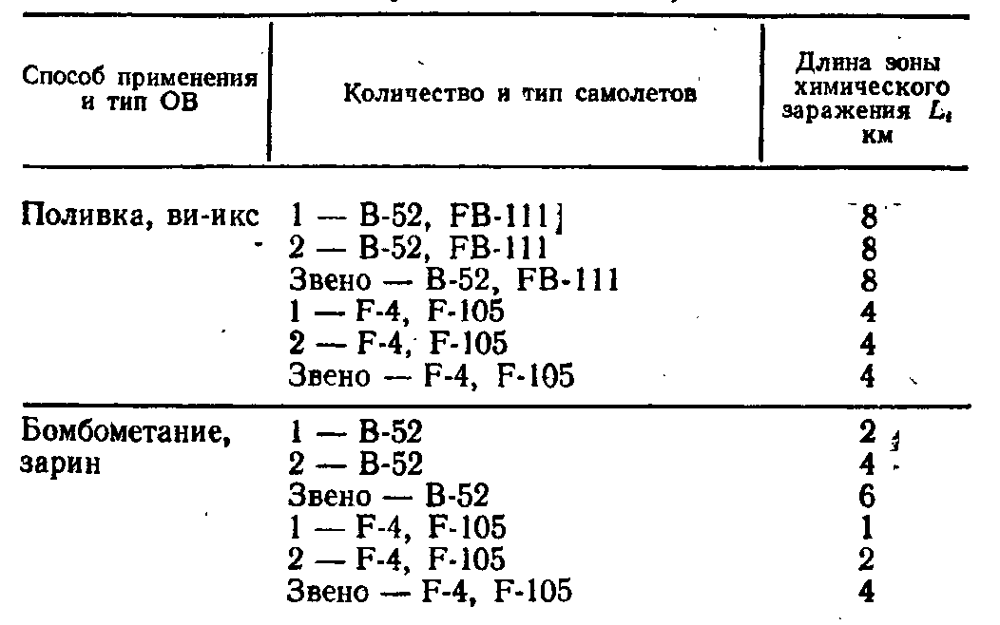 Способ применения
и тип ОВ
Количество и тип самолетов
Длина зоны
химического
заражения L,
км
Поливка, ви-икс 1 — В-52, FB-111 8
2 — В-52, FB-111 8
Звено — В-52, FB-111 8
1 — F-4, F-105 4
2 — F-4, F-105 4
Звено — F-4, F-105 4
Бомбометание, 1 — В-52 2
зарин 2 — В-52 4
Звено — В-52 6
1 — F-4, F-105 1
2 — F-4, F-105 2
Звено — F-4, F-105 4